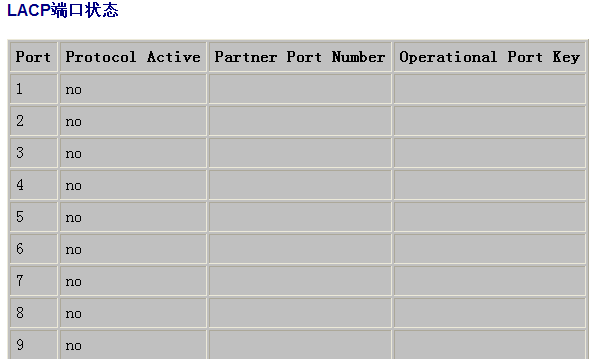 LACP端口状态
Port Protocol Active Partner Port Number Operational Port Key
1 no
2 no
3 no
4 no
5 no
6 no
7 no
8 no
9 no